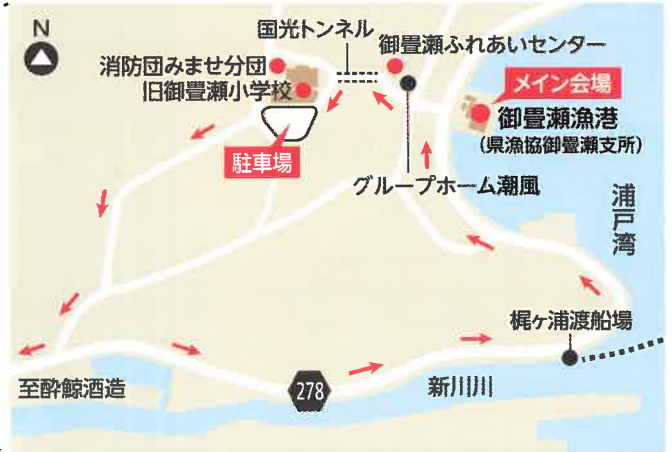 N
国光トンネル
御畳瀬ふれあいセンター
消防団みませ分団
旧御畳瀬小学校
メイン会場
御畳瀬漁港
(県漁協御畳瀬支所)
駐車場
グループホーム潮風
浦戸湾
梶ヶ浦渡船場
至酔鯨酒造
278
新川川